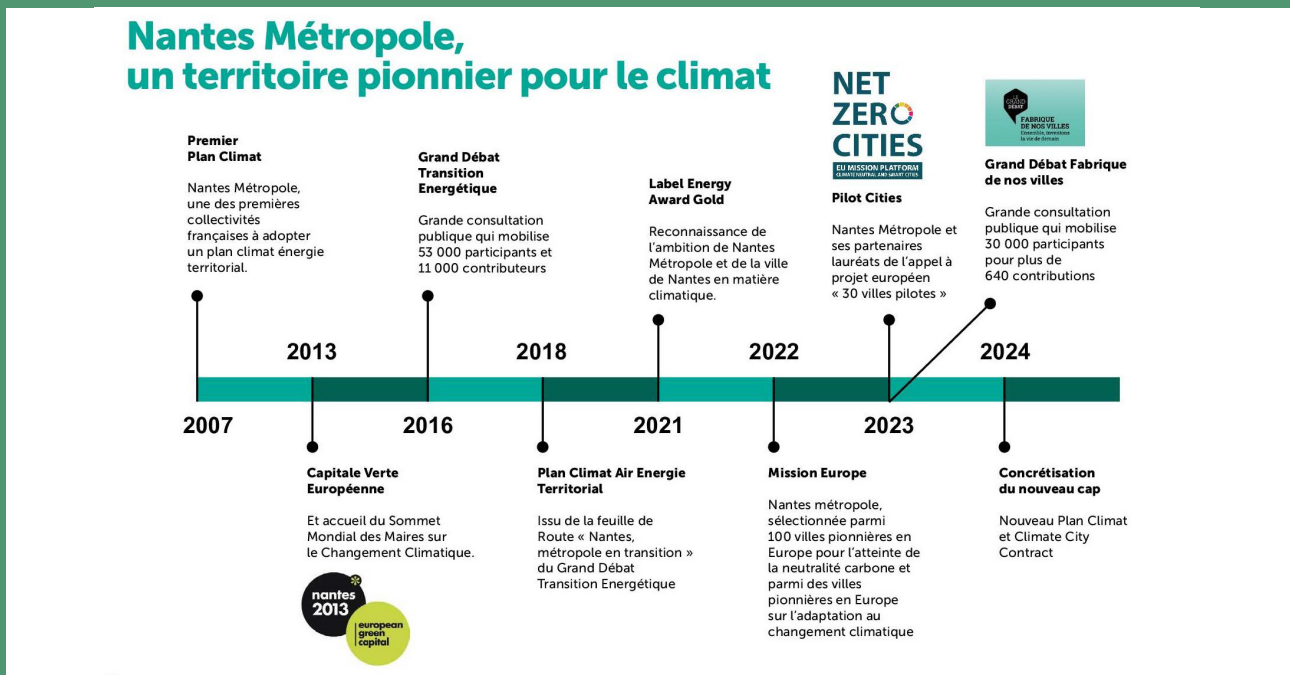 Nantes Métropole,
un territoire pionnier pour le climat
Premier
Plan Climat
Nantes Métropole,
une des premières
collectivités
françaises à adopter
un plan climat énergie
territorial.
Grand Débat
Transition
Energétique
Grande consultation
publique qui mobilise
53 000 participants et
11 000 contributeurs
Label Energy
Award Gold
Reconnaissance de
l’ambition de Nantes
Métropole et de la ville
de Nantes en matière
climatique.
NET
ZERO
CITIES
EU MISSION PLATFORM
CLIMATE NEUTRAL AND SMART CITIES
Pilot Cities
Nantes Métropole et
ses partenaires
lauréats de l’appel à
projet européen
« 30 villes pilotes »
LE
GRAND
DÉBAT
FABRIQUE
DE NOS VILLES
Ensemble, inventons
la vie de demain
Grand Débat Fabrique
de nos villes
Grande consultation
publique qui mobilise
30 000 participants
pour plus de
640 contributions
2013
2018
2022
2024
2007
2016
2021
2023
Capitale Verte
Européenne
Et accueil du Sommet
Mondial des Maires sur
le Changement Climatique.
nantes
2013
european
green
capital
Plan Climat Air Energie
Territorial
Issu de la feuille de
Route « Nantes,
métropole en transition »
du Grand Débat
Transition Energétique
Mission Europe
Nantes métropole,
sélectionnée parmi
100 villes pionnières en
Europe pour l’atteinte de
la neutralité carbone et
parmi des villes
pionnières en Europe
sur l’adaptation au
changement climatique
Concrétisation
du nouveau cap
Nouveau Plan Climat
et Climate City
Contract